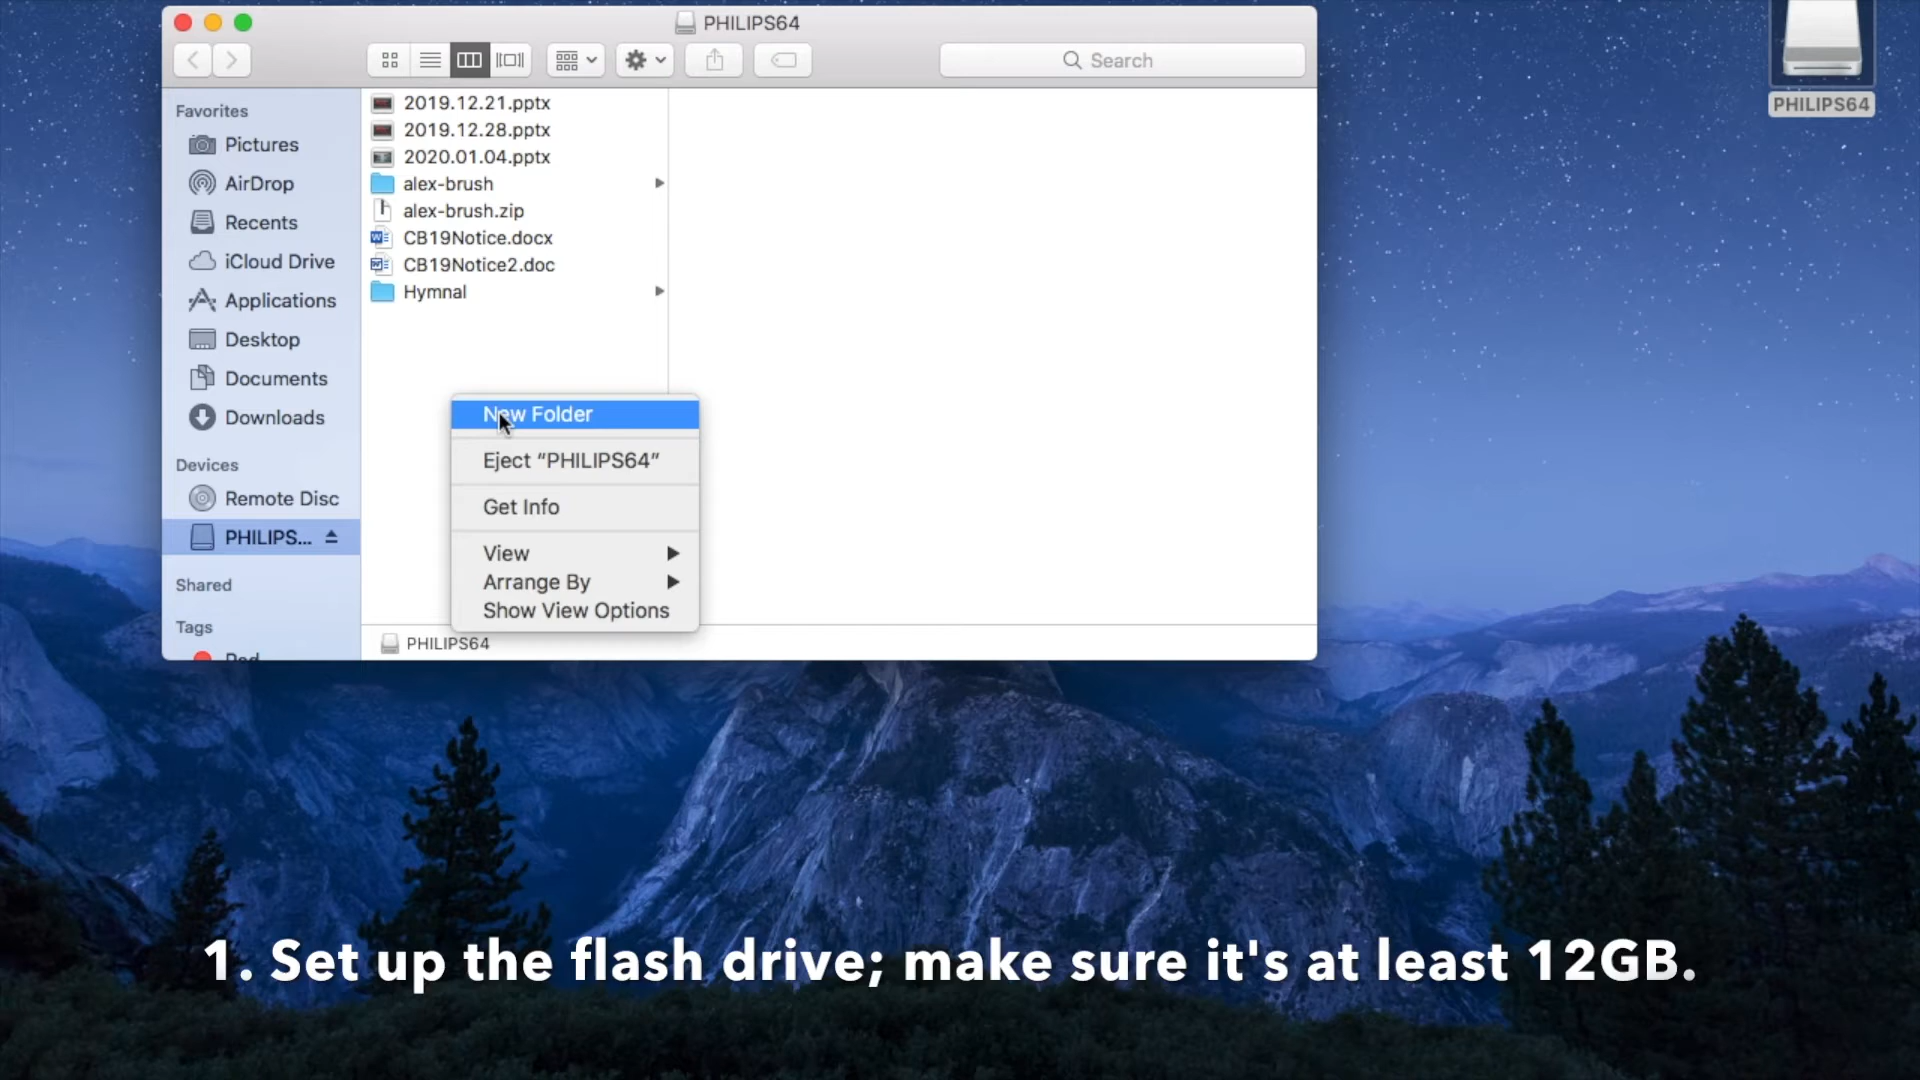 PHILIPS64
Search
PHILIPS64
Favorites
Pictures
AirDrop
Recents
iCloud Drive
Applications
Desktop
Documents
Downloads
Devices
Remote Disc
PHILIPS...
Shared
Tags
Red
2019.12.21.pptx
2019.12.28.pptx
2020.01.04.pptx
alex-brush
alex-brush.zip
CB19Notice.docx
CB19Notice2.doc
Hymnal
New Folder
Eject “PHILIPS64”
Get Info
View
Arrange By
Show View Options
PHILIPS64
1. Set up the flash drive; make sure it's at least 12GB.